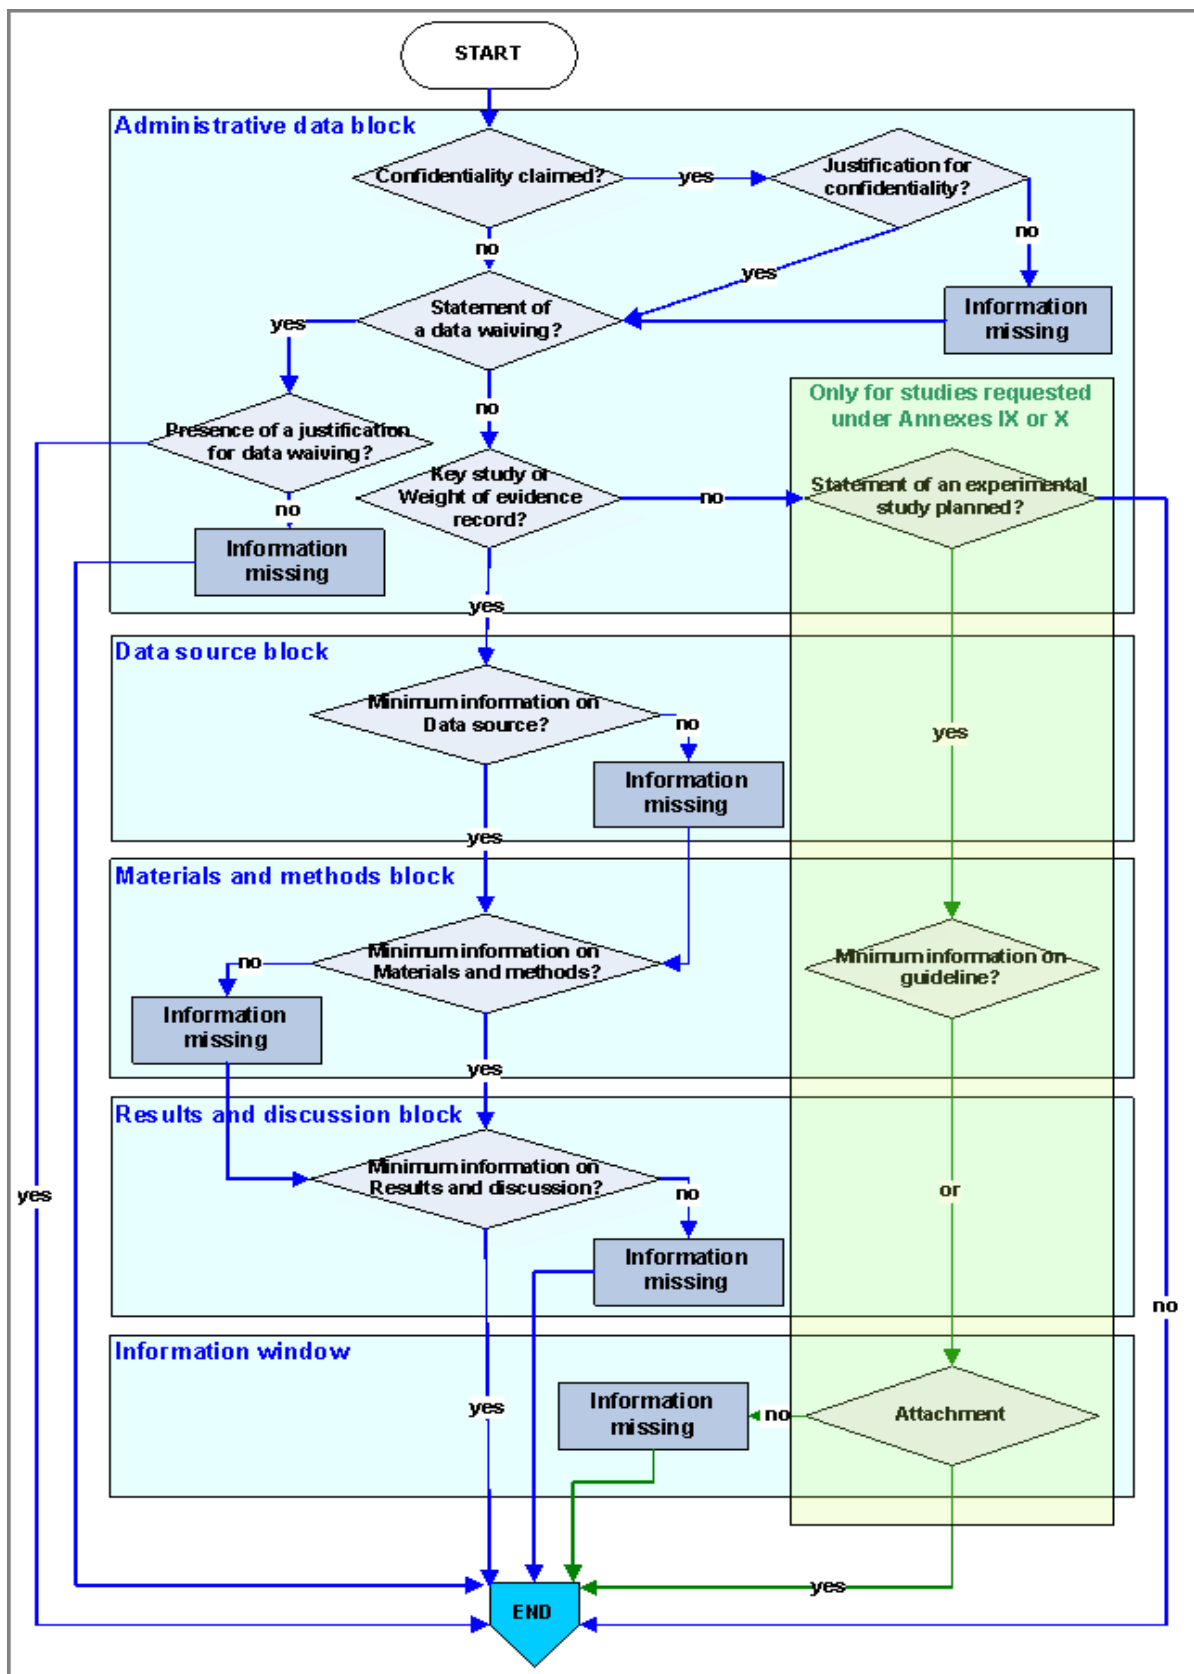 START
Administrative data block
Confidentiality claimed?
yes
Justification for
confidentiality?
no
no
yes
Statement of
a data waiving?
Information
missing
yes
no
Only for studies requested
under Annexes IX or X
Presence of a justification
for data waiving?
Key study or
Weight of evidence
record?
no
Statement of an experimental
study planned?
no
Information
missing
yes
Data source block
Minimum information on
Data source?
no
yes
Information
missing
yes
Materials and methods block
Minimum information on
Materials and methods?
no
Minimum information on
guideline?
Information
missing
yes
Results and discussion block
Minimum information on
Results and discussion?
no
yes
or
Information
missing
no
Information window
Information
missing
no
Attachment
yes
yes
END